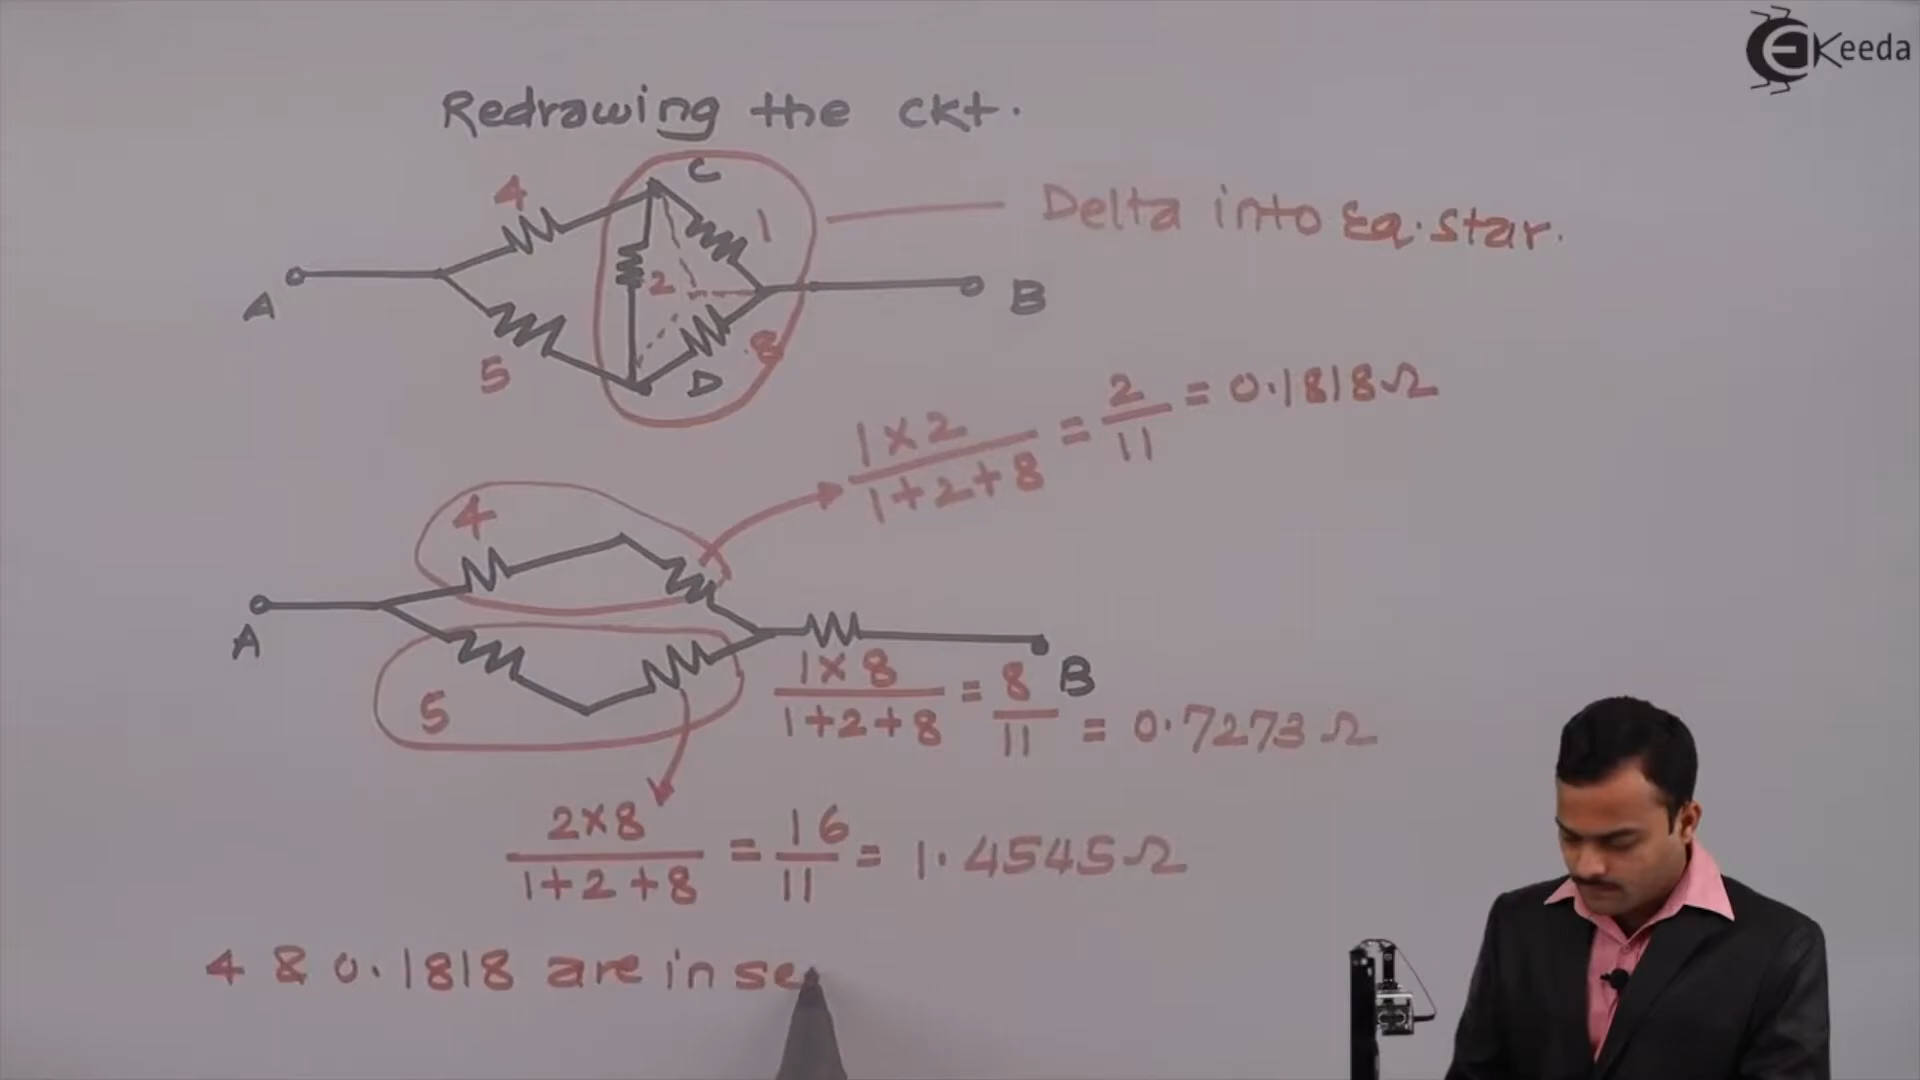 Keeda
Redrawing the ckt.
C
4
1
Delta into Eq. star.
2
A
B
8
5
D
1 x 2 / 1+2+8 = 2/11 = 0.1818 Ω
4
A
B
5
1 x 8 / 1+2+8 = 8/11 = 0.7273 Ω
2x8 / 1+2+8 = 16/11 = 1.4545 Ω
4 & 0.1818 are in se